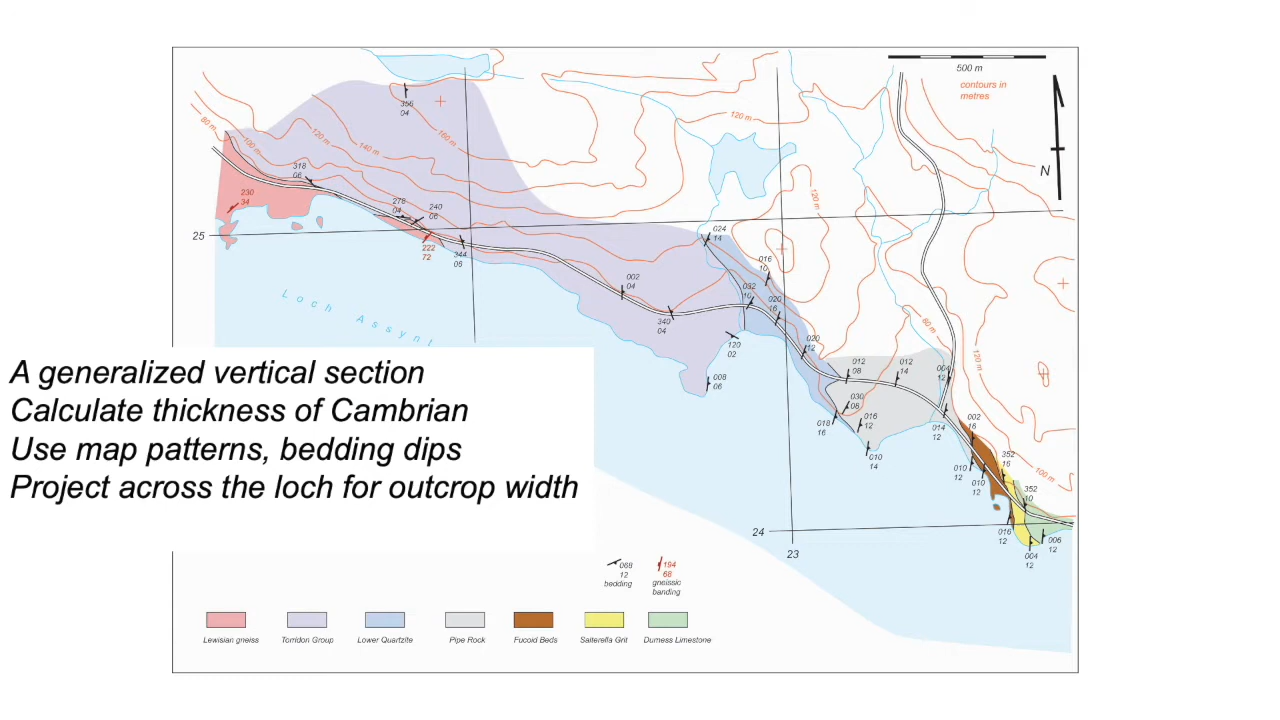 500 m
contours in
metres
N
80 m
100 m
120 m
140 m
160 m
120 m
120 m
80 m
120 m
100 m
356
04
318
06
230
34
278
04
240
06
222
72
344
06
25
002
04
340
04
024
14
016
10
032
10
020
16
020
12
120
02
008
06
012
08
012
14
004
12
030
08
018
16
016
12
010
14
014
12
002
16
010
12
010
12
352
16
352
10
016
12
004
12
006
12
Loch Assynt
A generalized vertical section
Calculate thickness of Cambrian
Use map patterns, bedding dips
Project across the loch for outcrop width
24
23
068
12
bedding
194
68
gneissic
banding
Lewisian gneiss
Torridon Group
Lower Quartzite
Pipe Rock
Fucoid Beds
Salterella Grit
Durness Limestone